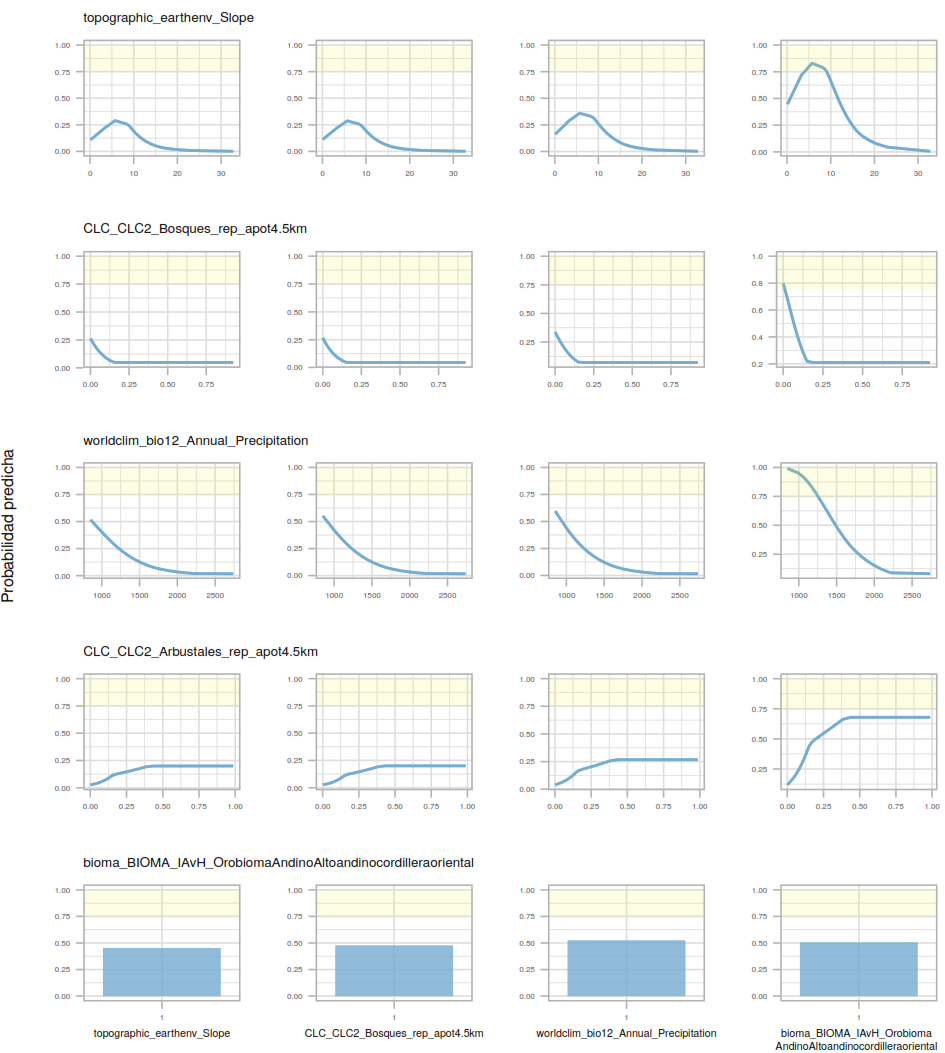 topographic_earthenv_Slope
1.00 1.00 1.00 1.00
0.75 0.75 0.75 0.75
0.50 0.50 0.50 0.50
0.25 0.25 0.25 0.25
0.00 0.00 0.00 0.00
0 10 20 30 0 10 20 30 0 10 20 30 0 10 20 30
CLC_CLC2_Bosques_rep_apot4.5km
1.00 1.00 1.00 1.0
0.75 0.75 0.75 0.8
0.50 0.50 0.50 0.6
0.25 0.25 0.25 0.4
0.00 0.00 0.2
0.00 0.25 0.50 0.75 0.00 0.25 0.50 0.75 0.00 0.25 0.50 0.75 0.00 0.25 0.50 0.75
Probabilidad predicha
worldclim_bio12_Annual_Precipitation
1.00 1.00 1.00 1.00
0.75 0.75 0.75 0.75
0.50 0.50 0.50 0.50
0.25 0.25 0.25 0.25
0.00 0.00 0.00
1000 1500 2000 2500 1000 1500 2000 2500 1000 1500 2000 2500 1000 1500 2000 2500
CLC_CLC2_Arbustales_rep_apot4.5km
1.00 1.00 1.00 1.00
0.75 0.75 0.75 0.75
0.50 0.50 0.50 0.50
0.25 0.25 0.25 0.25
0.00 0.00 0.00
0.00 0.25 0.50 0.75 1.00 0.00 0.25 0.50 0.75 1.00 0.00 0.25 0.50 0.75 1.00 0.00 0.25 0.50 0.75 1.00
bioma_BIOMA_IAvH_OrobiomaAndinoAltoandinocordilleraoriental
1.00 1.00 1.00 1.00
0.75 0.75 0.75 0.75
0.50 0.50 0.50 0.50
0.25 0.25 0.25 0.25
0.00 0.00 0.00 0.00
1 1 1 1
topographic_earthenv_Slope CLC_CLC2_Bosques_rep_apot4.5km worldclim_bio12_Annual_Precipitation bioma_BIOMA_IAvH_Orobioma
AndinoAltoandinocordilleraoriental